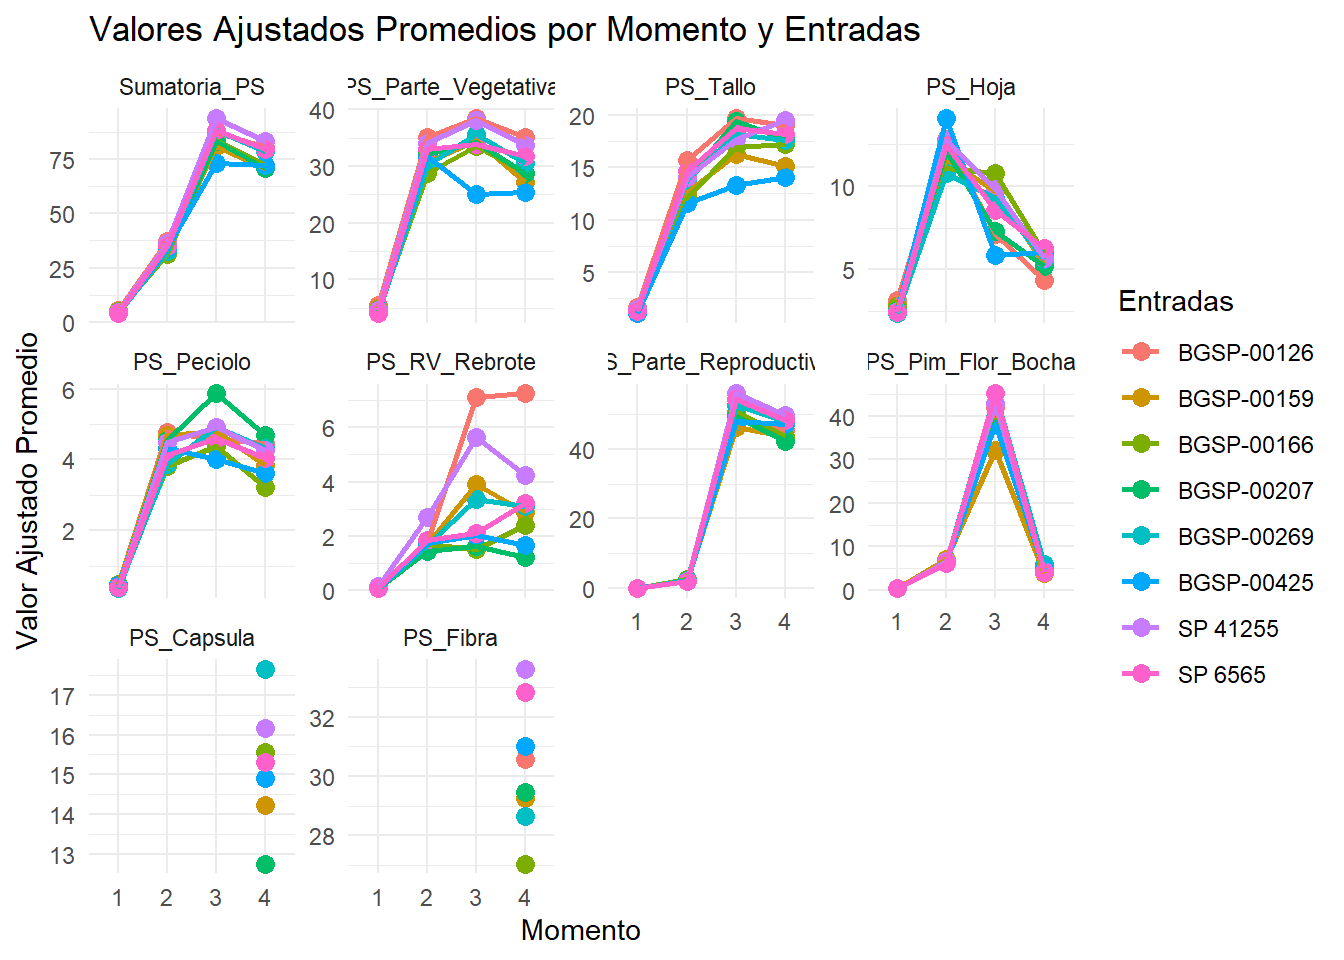 Valores Ajustados Promedios por Momento y Entradas
Sumatoria_PS
PS_Parte_Vegetativa
PS_Tallo
PS_Hoja
75
50
25
0
40
30
20
10
20
15
10
5
10
5
PS_Peciolo
PS_RV_Rebrote
S_Parte_Reproductiv
PS_Pim_Flor_Bocha
6
4
2
6
4
2
0
40
20
0
40
30
20
10
0
1 2 3 4
1 2 3 4
PS_Capsula
PS_Fibra
17
16
15
14
13
32
30
28
1 2 3 4
1 2 3 4
Momento
Valor Ajustado Promedio
Entradas
BGSP-00126
BGSP-00159
BGSP-00166
BGSP-00207
BGSP-00269
BGSP-00425
SP 41255
SP 6565